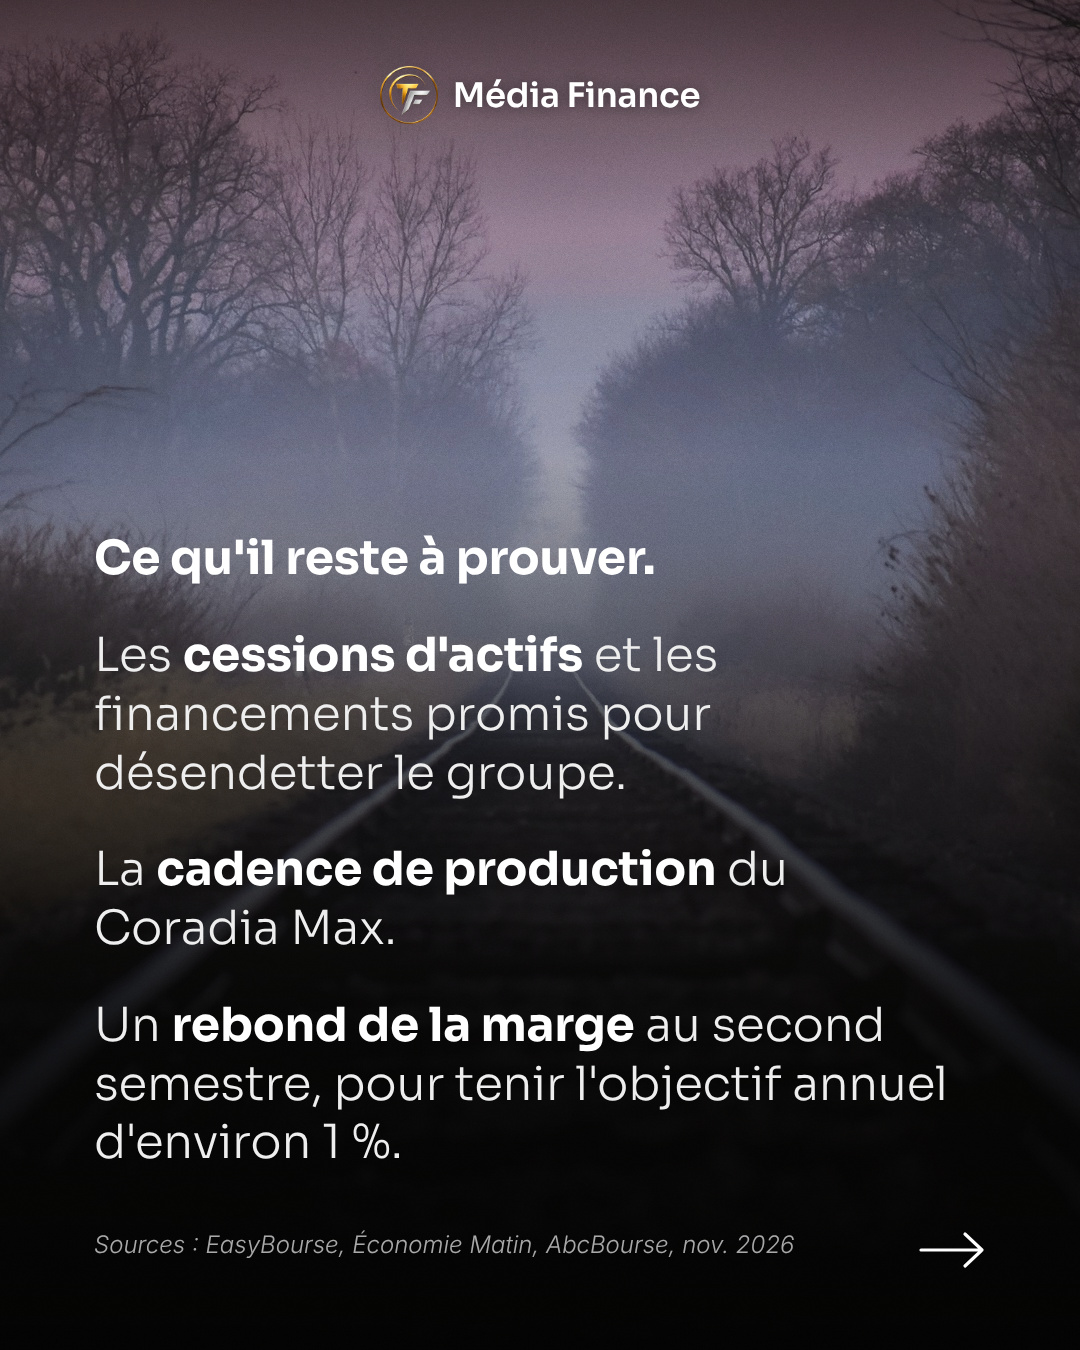 TF Média Finance
Ce qu'il reste à prouver.
Les cessions d'actifs et les
financements promis pour
désendetter le groupe.
La cadence de production du
Coradia Max.
Un rebond de la marge au second
semestre, pour tenir l'objectif annuel
d'environ 1 %.
Sources : EasyBourse, Économie Matin, AbcBourse, nov. 2026